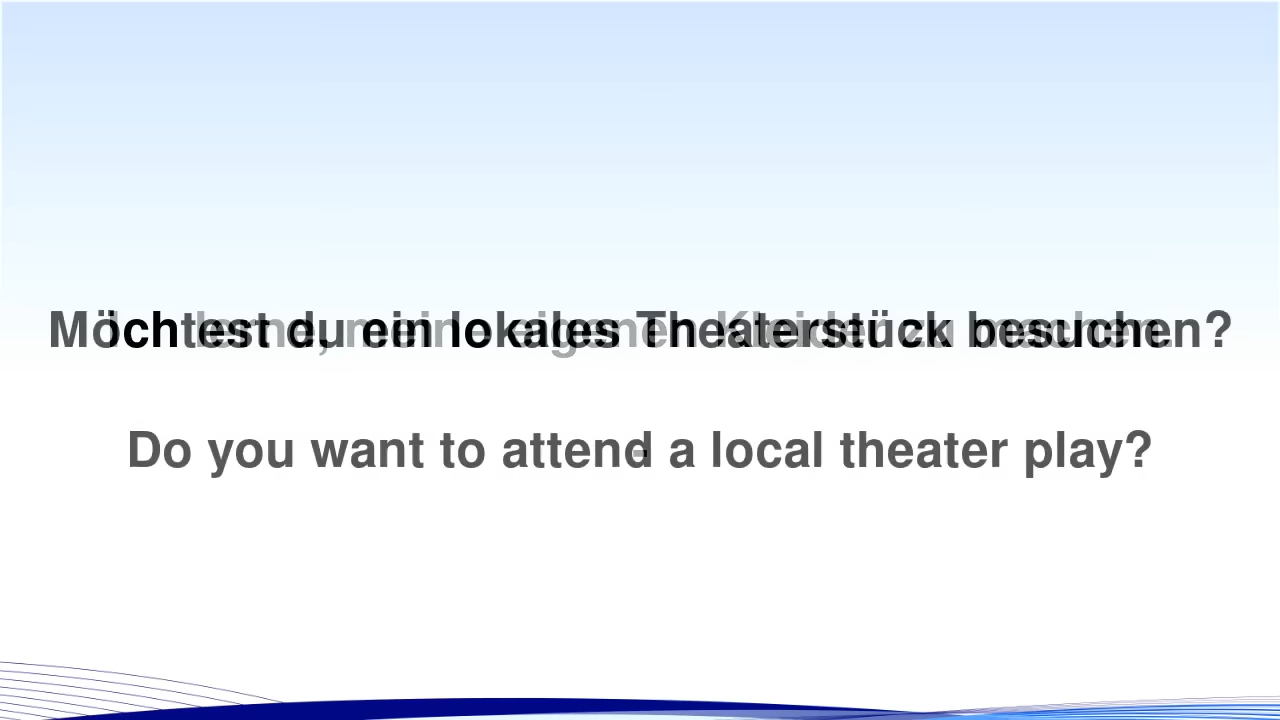 Möchtest du ein lokales Theaterstück besuchen?
Do you want to attend a local theater play?
-